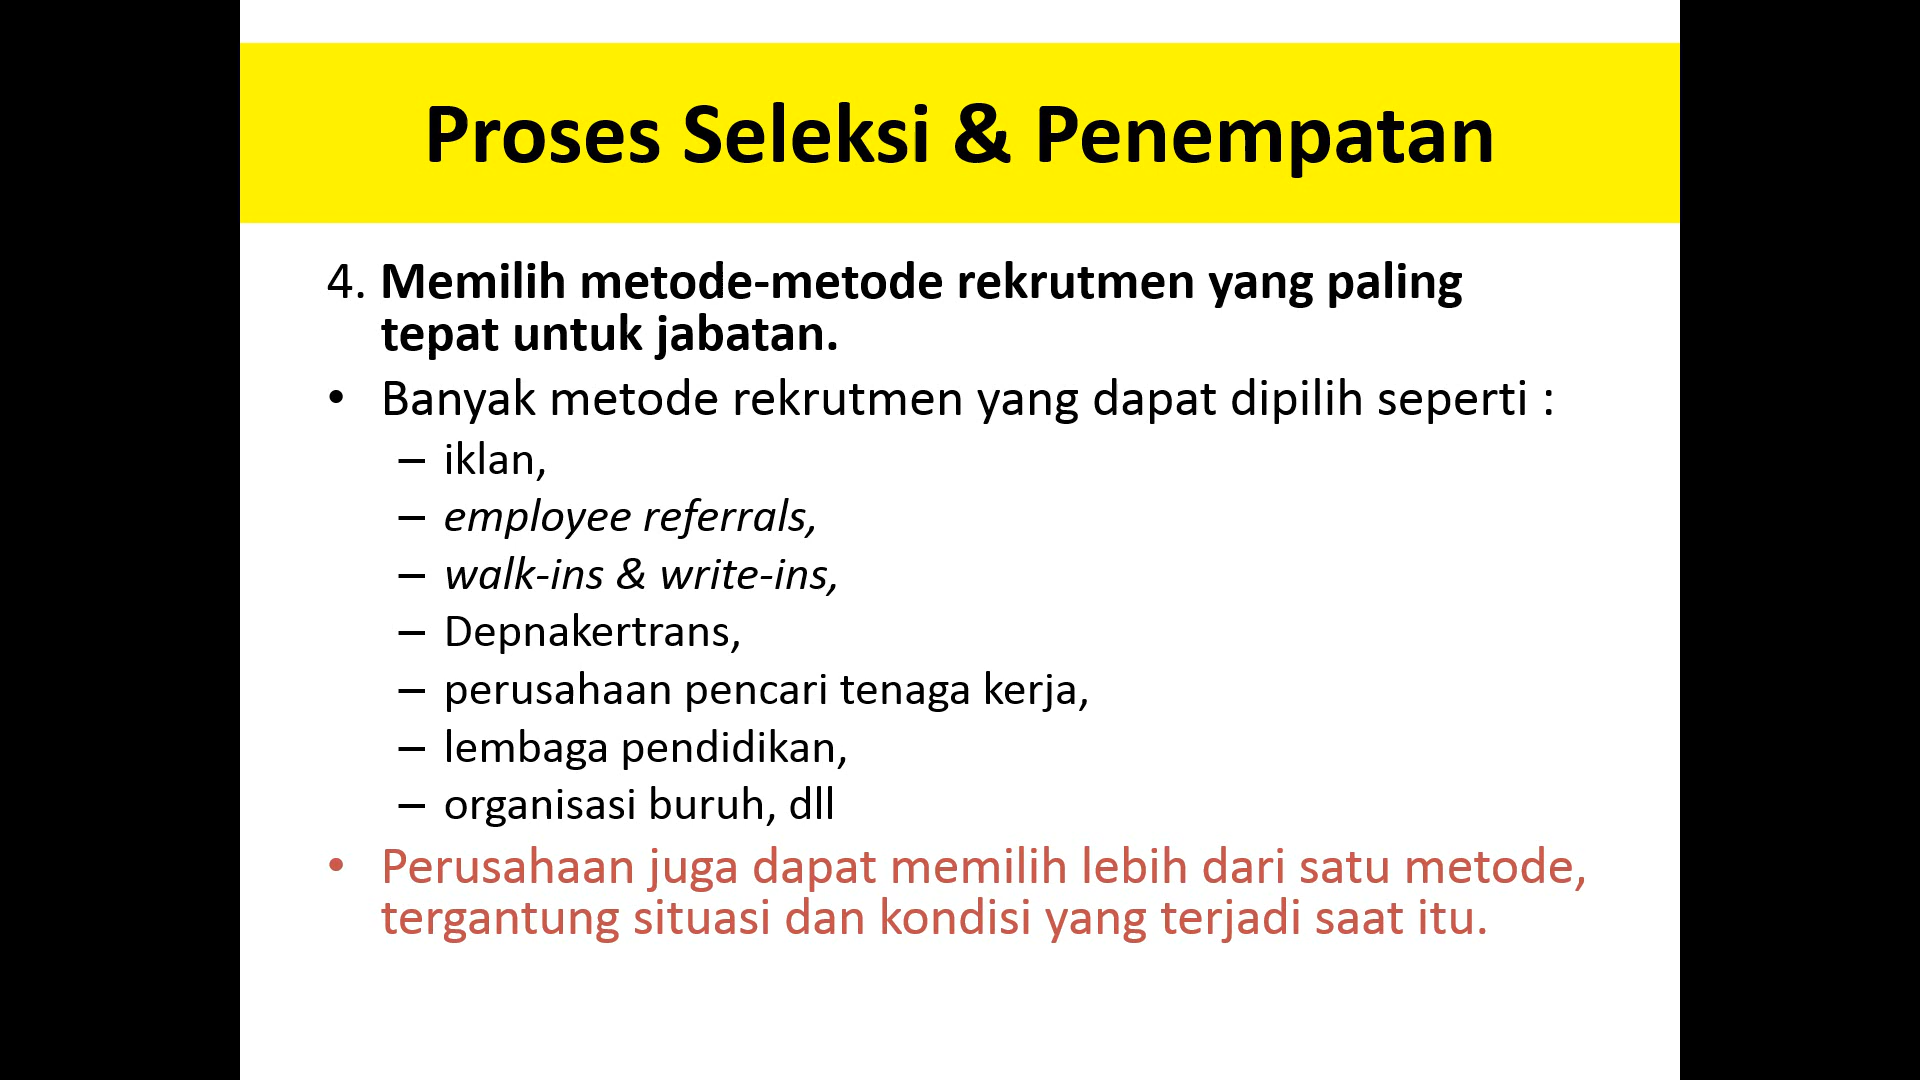 Proses Seleksi & Penempatan
4. Memilih metode-metode rekrutmen yang paling
tepat untuk jabatan.
• Banyak metode rekrutmen yang dapat dipilih seperti :
– iklan,
– employee referrals,
– walk-ins & write-ins,
– Depnakertrans,
– perusahaan pencari tenaga kerja,
– lembaga pendidikan,
– organisasi buruh, dll
• Perusahaan juga dapat memilih lebih dari satu metode,
tergantung situasi dan kondisi yang terjadi saat itu.